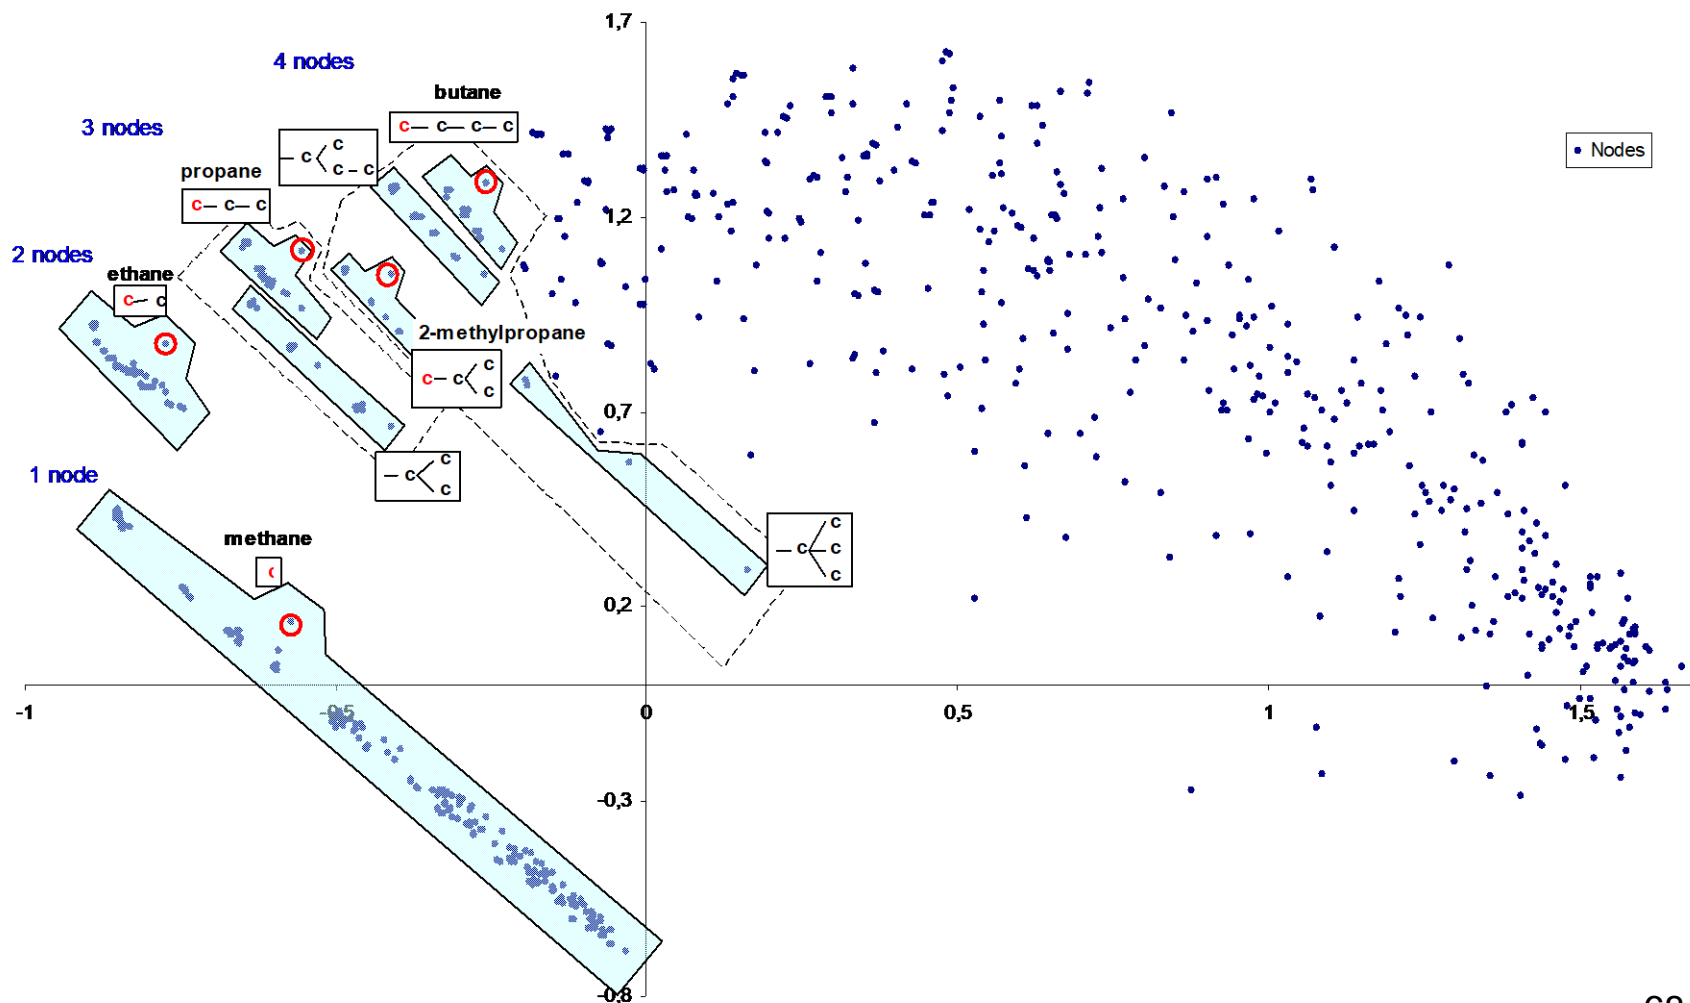 1,7
4 nodes
butane
C – C – C – C
3 nodes
– C
C
C – C
Nodes
propane
C – C – C
1,2
2 nodes
ethane
C – C
2-methylpropane
C – C
C
C
0,7
– C
C
C
1 node
methane
C
– C – C
C
C
0,2
-1
-0,5
0
0,5
1
1,5
-0,3
-0,8